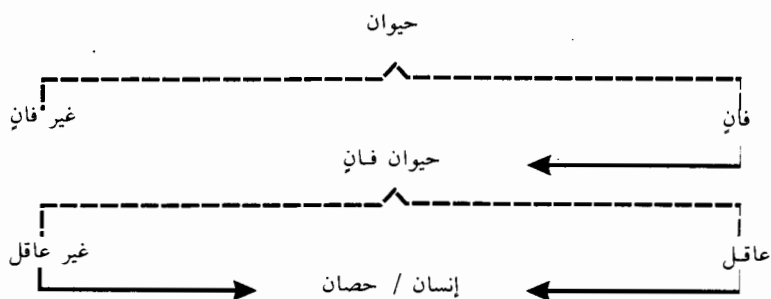 حيوان
فانٍ غير فانٍ
حيوان فانٍ
عاقل غير عاقل
إنسان / حصان